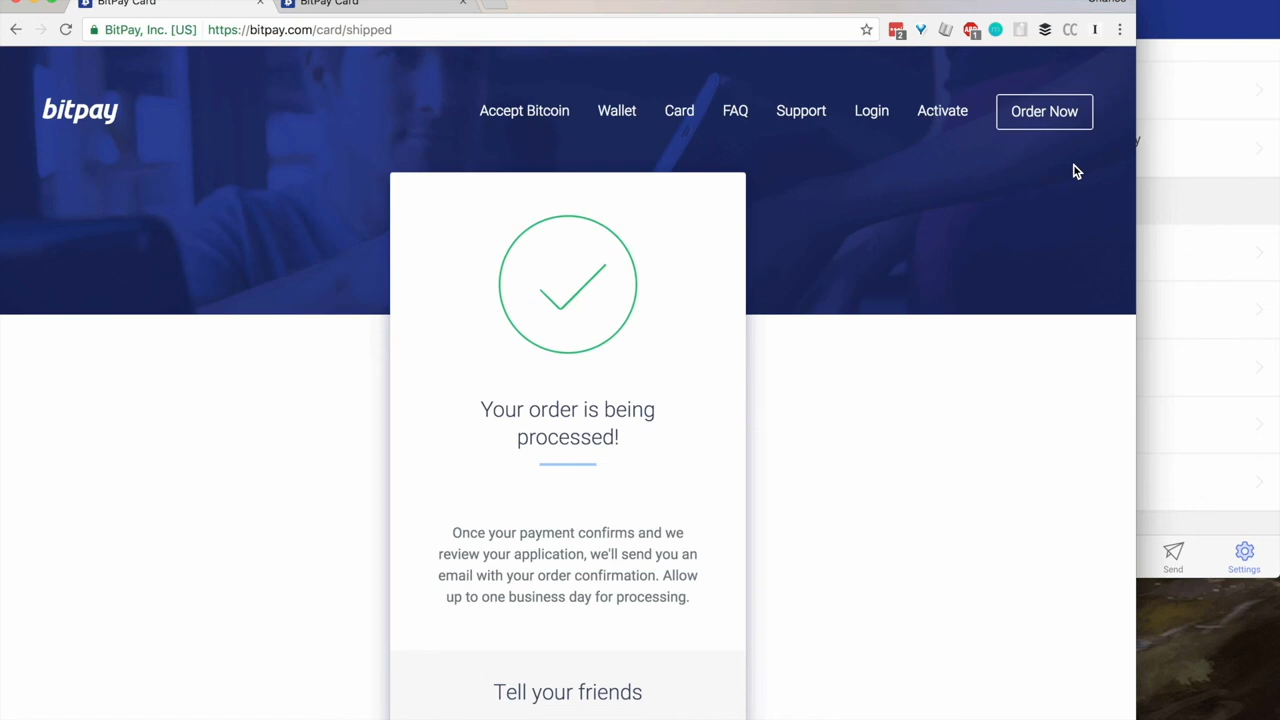 BitPay Card
BitPay Card
BitPay, Inc. [US]
https://bitpay.com/card/shipped
2
1
CC
bitpay
Accept Bitcoin
Wallet
Card
FAQ
Support
Login
Activate
Order Now
Your order is being
processed!
Once your payment confirms and we
review your application, we'll send you an
email with your order confirmation. Allow
up to one business day for processing.
Tell your friends
Send
Settings